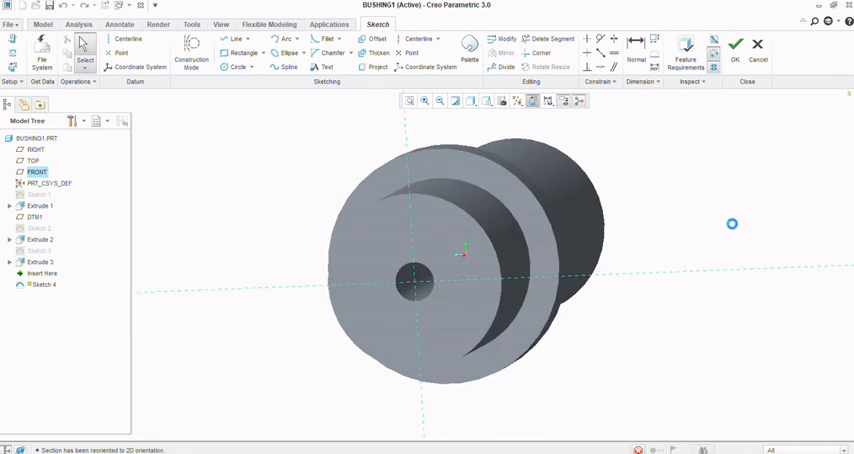 BUSHING1 (Active) - Creo Parametric 3.0
File Model Analysis Annotate Render Tools View Flexible Modeling Applications Sketch
Centerline Line Arc Fillet Offset Centerline Modify Delete Segment
Point Rectangle Ellipse Chamfer Thicken Point Mirror Corner
Coordinate System Circle Spline Text Project Coordinate System Divide Rotate Resize
File System Select Construction Mode Palette Normal Feature Requirements OK Cancel
Setup Get Data Operations Datum Sketching Editing Constrain Dimension Inspect Close
Model Tree
BUSHING1.PRT
RIGHT
TOP
FRONT
PRT_CSYS_DEF
Sketch 1
Extrude 1
DTM1
Sketch 2
Extrude 2
Sketch 3
Extrude 3
Insert Here
Sketch 4
Section has been reoriented to 2D orientation.
All